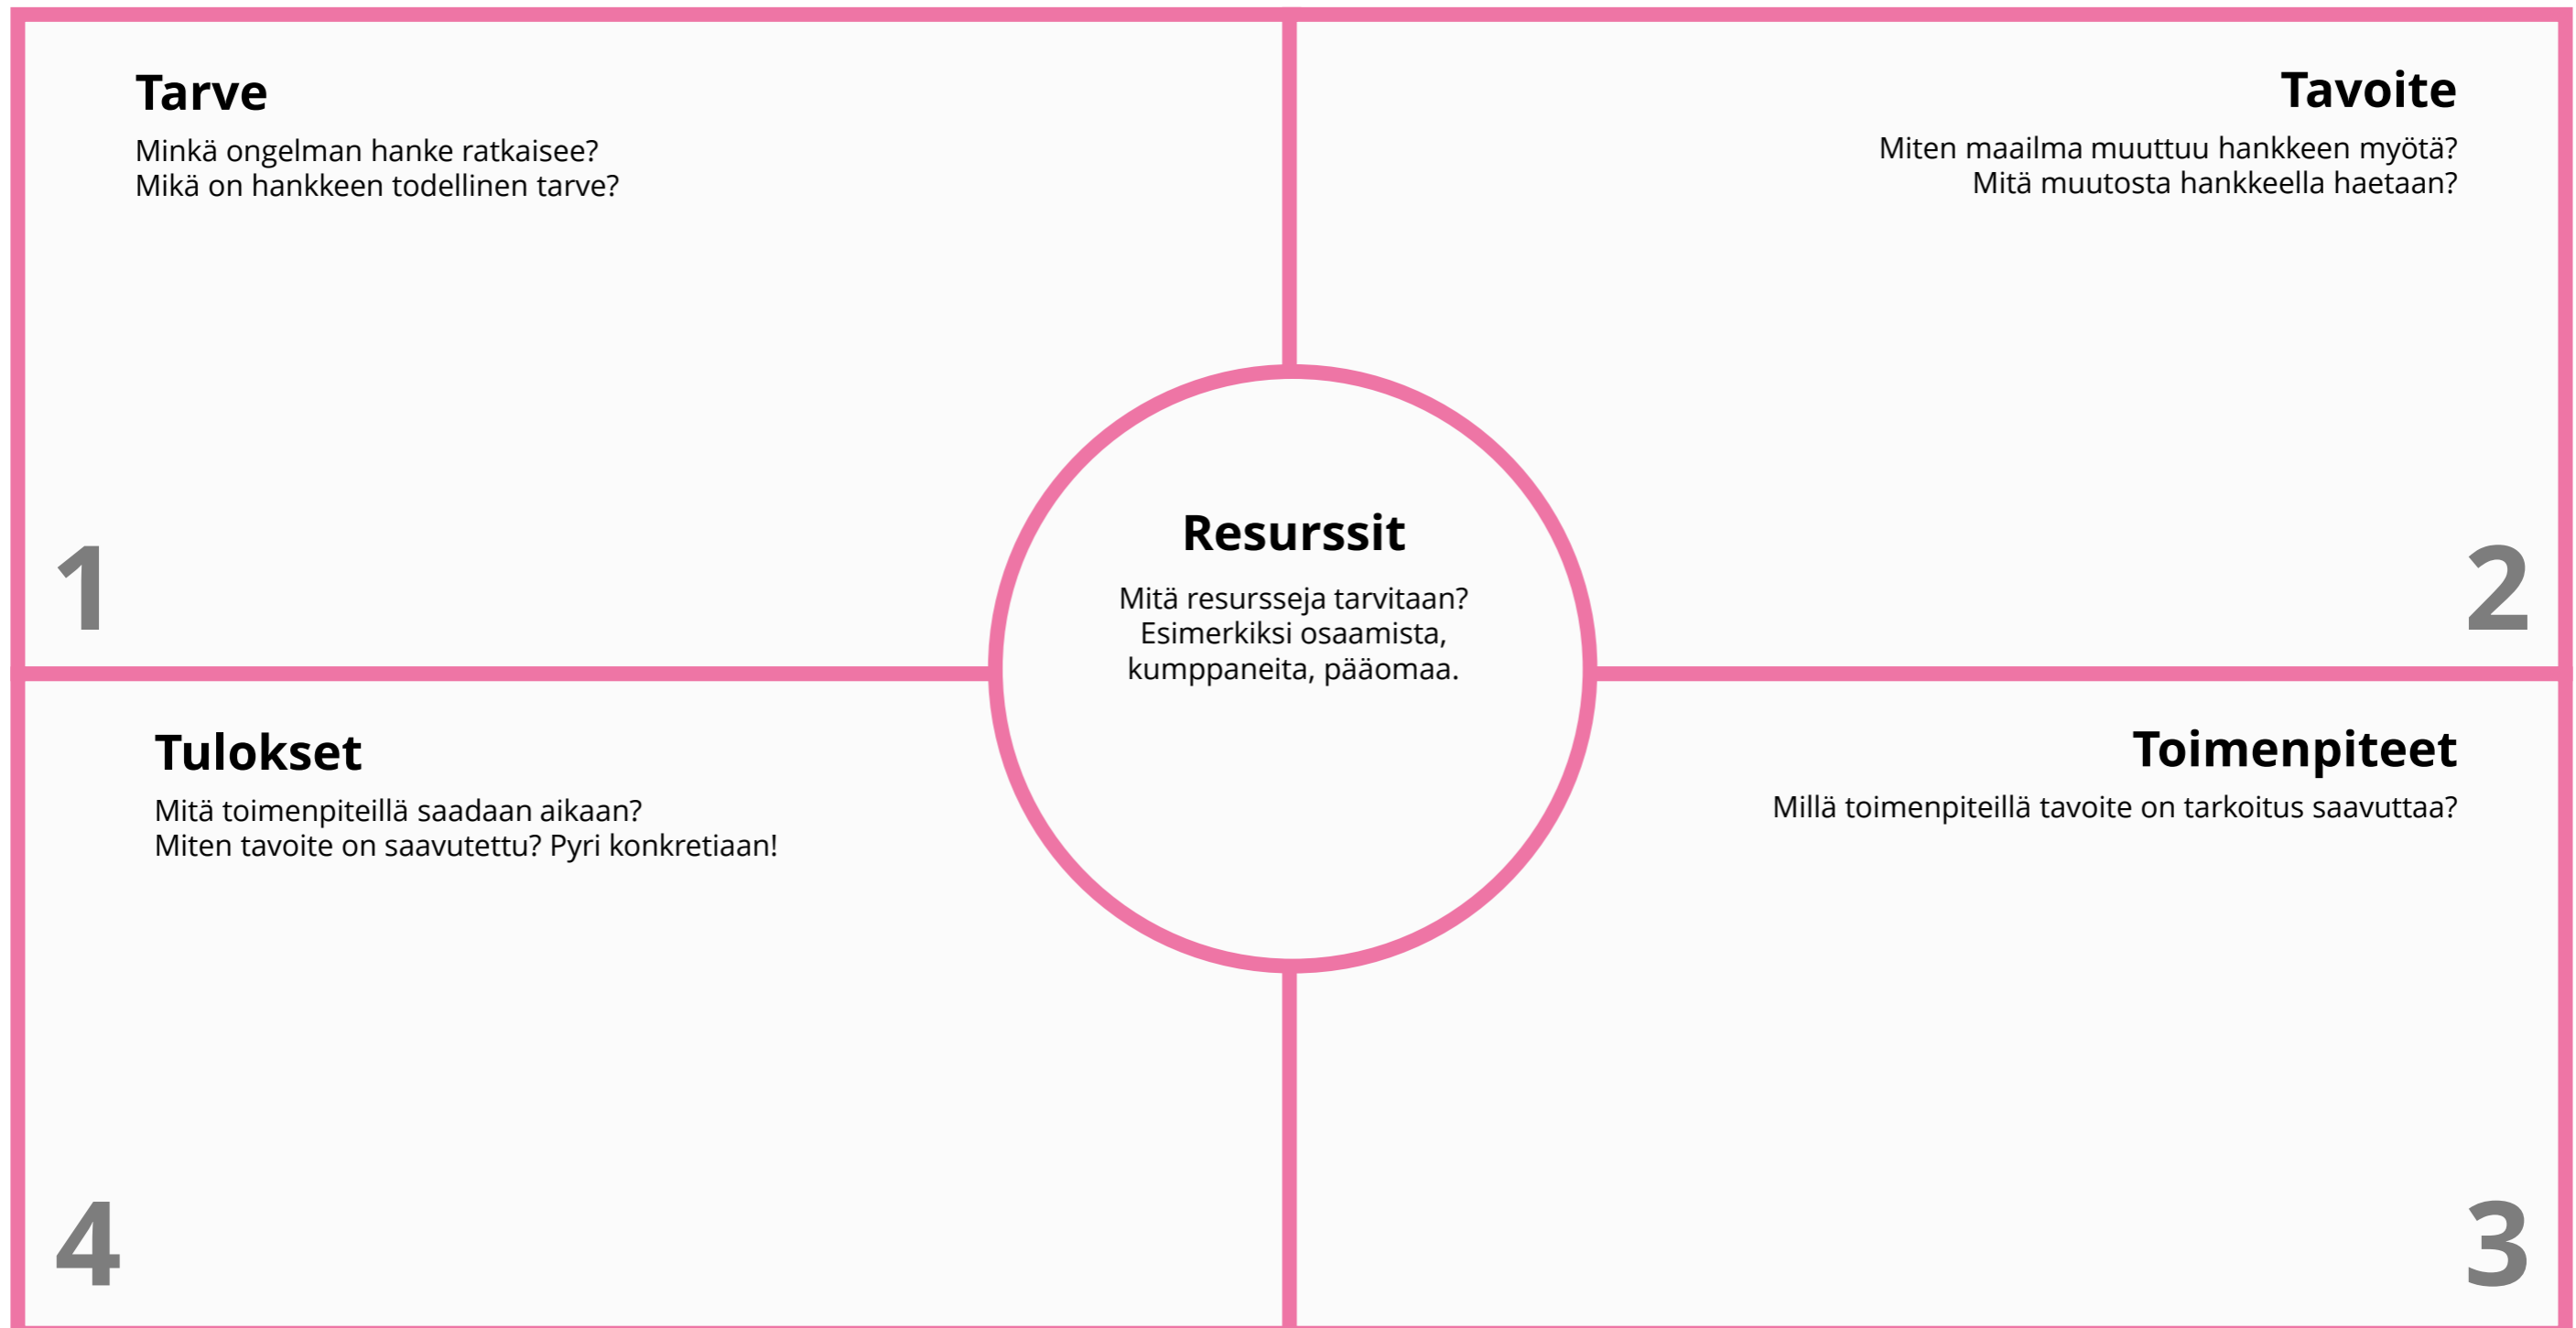 Tarve
Minkä ongelman hanke ratkaisee?
Mikä on hankkeen todellinen tarve?
1
Tavoite
Miten maailma muuttuu hankkeen myötä?
Mitä muutosta hankkeella haetaan?
2
Resurssit
Mitä resursseja tarvitaan?
Esimerkiksi osaamista,
kumppaneita, pääomaa.
Toimenpiteet
Millä toimenpiteillä tavoite on tarkoitus saavuttaa?
3
Tulokset
Mitä toimenpiteillä saadaan aikaan?
Miten tavoite on saavutettu? Pyri konkretiaan!
4